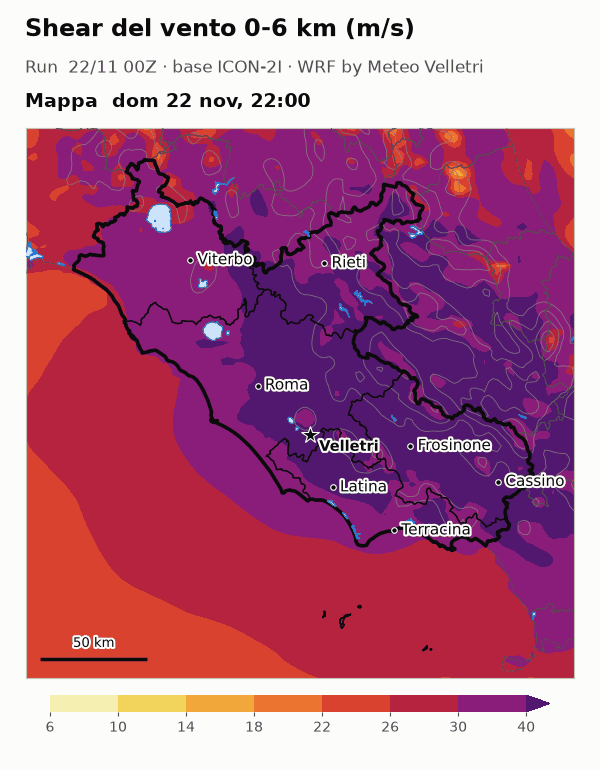 Shear del vento 0-6 km (m/s)
Run  22/11 00Z · base ICON-2I · WRF by Meteo Velletri
Mappa  dom 22 nov, 22:00
Viterbo
Rieti
Roma
Velletri
Frosinone
Cassino
Latina
Terracina
50 km
6 10 14 18 22 26 30 40